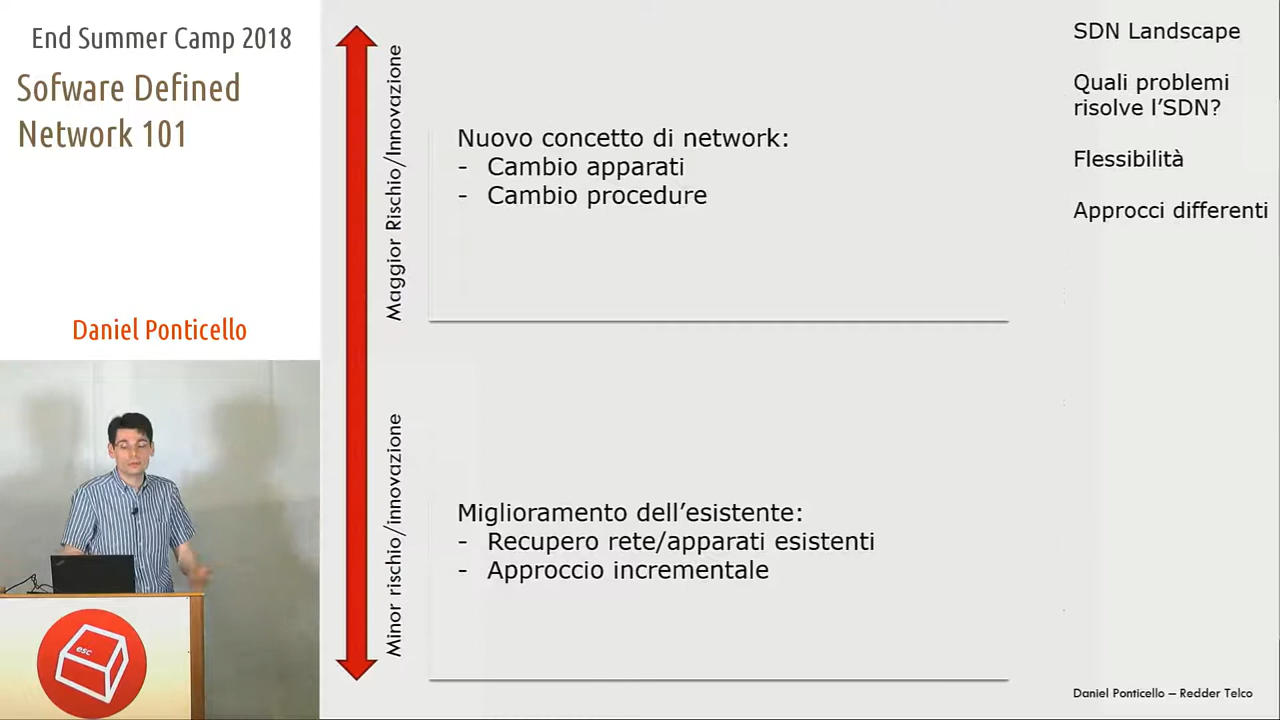 End Summer Camp 2018
Sofware Defined
Network 101
Daniel Ponticello
esc
Maggior Rischio/Innovazione
Nuovo concetto di network:
- Cambio apparati
- Cambio procedure
Minor rischio/innovazione
Miglioramento dell'esistente:
- Recupero rete/apparati esistenti
- Approccio incrementale
SDN Landscape
Quali problemi
risolve l'SDN?
Flessibilità
Approcci differenti
Daniel Ponticello – Redder Telco